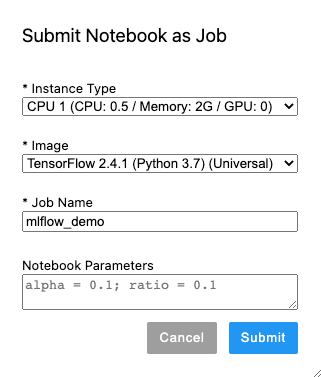 Submit Notebook as Job
* Instance Type
CPU 1 (CPU: 0.5 / Memory: 2G / GPU: 0)
* Image
TensorFlow 2.4.1 (Python 3.7) (Universal)
* Job Name
mlflow_demo
Notebook Parameters
alpha = 0.1; ratio = 0.1
Cancel Submit